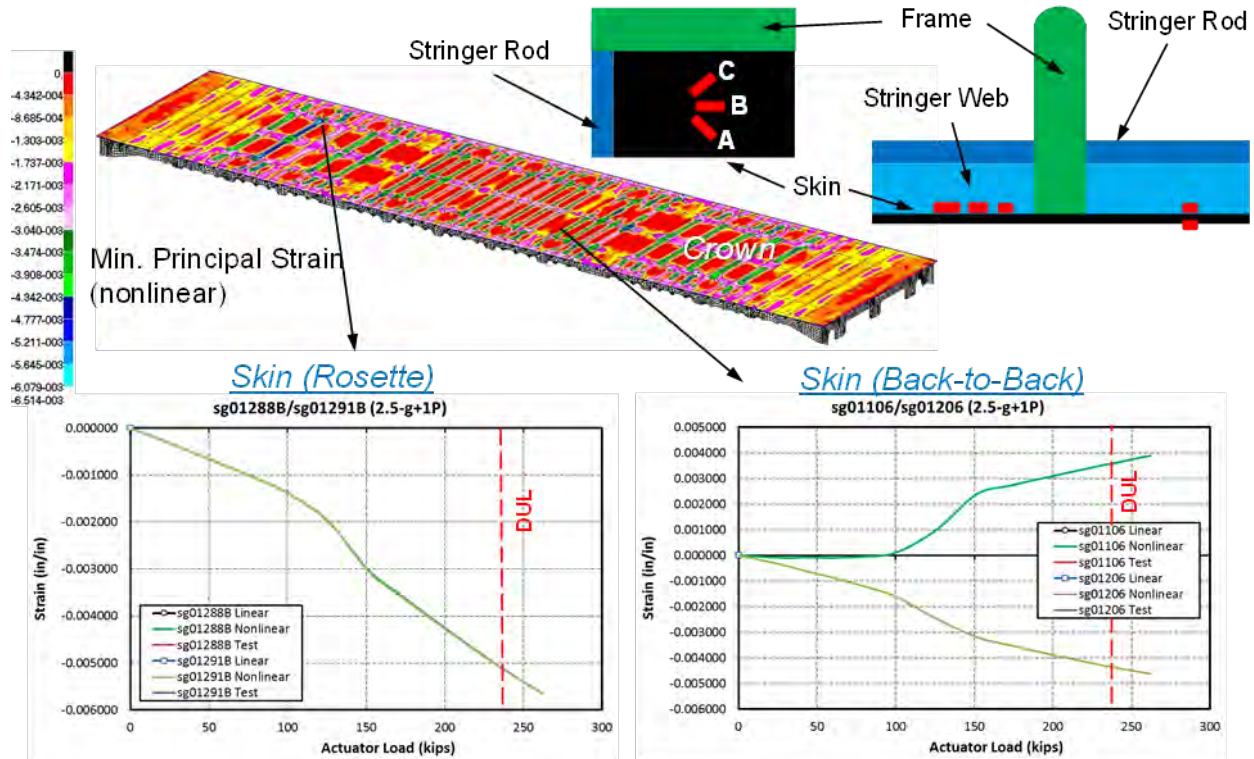 Frame
Stringer Rod
Stringer Rod
Stringer Web
C
B
A
Skin
0.
-4.342-004
-8.685-004
-1.303-003
-1.737-003
-2.171-003
-2.605-003
-3.040-003
-3.474-003
-3.908-003
-4.342-003
-4.777-003
-5.211-003
-5.645-003
-6.079-003
-6.514-003
Min. Principal Strain
(nonlinear)
Crown
Skin (Rosette)
sg01288B/sg01291B (2.5-g+1P)
0.000000
-0.001000
-0.002000
-0.003000
-0.004000
-0.005000
-0.006000
Strain (in/in)
DUL
sg01288B Linear
sg01288B Nonlinear
sg01288B Test
sg01291B Linear
sg01291B Nonlinear
sg01291B Test
0 50 100 150 200 250 300
Actuator Load (kips)
Skin (Back-to-Back)
sg01106/sg01206 (2.5-g+1P)
0.005000
0.004000
0.003000
0.002000
0.001000
0.000000
-0.001000
-0.002000
-0.003000
-0.004000
-0.005000
-0.006000
Strain (in/in)
DUL
sg01106 Linear
sg01106 Nonlinear
sg01106 Test
sg01206 Linear
sg01206 Nonlinear
sg01206 Test
0 50 100 150 200 250 300
Actuator Load (kips)